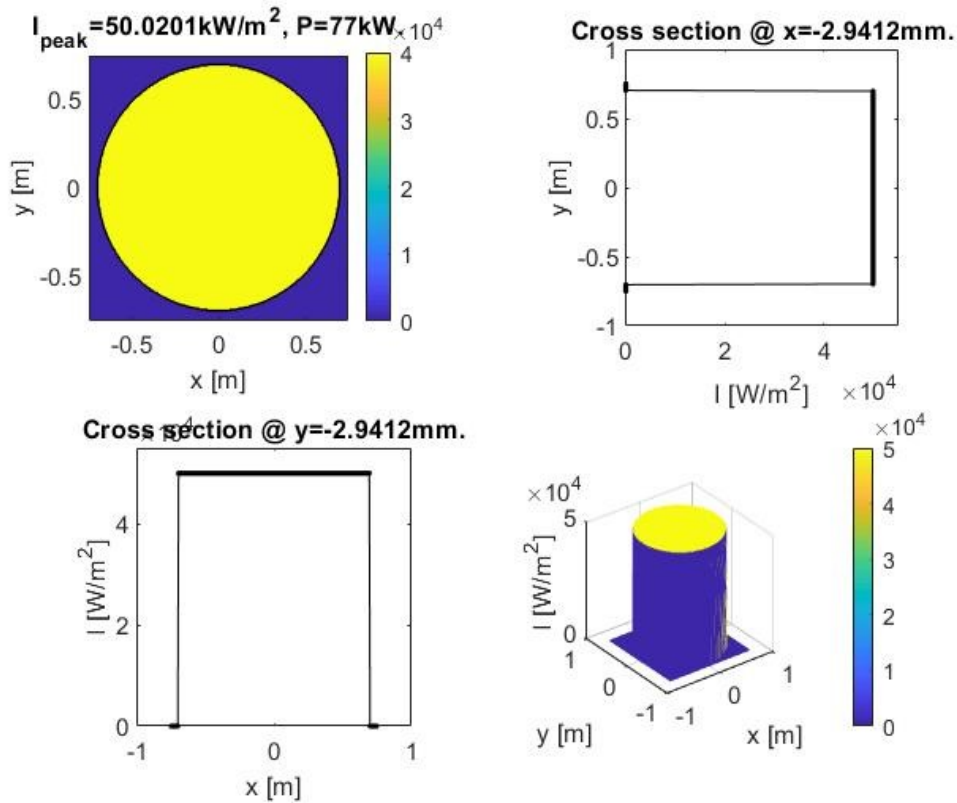 I_peak=50.0201kW/m^2, P=77kW
×10^4
4
3
2
1
0
0.5
0
-0.5
y [m]
-0.5 0 0.5
x [m]
Cross section @ x=-2.9412mm.
1
0.5
0
-0.5
-1
y [m]
0 2 4
I [W/m^2]
×10^4
Cross section @ y=-2.9412mm.
4
2
0
I [W/m^2]
-1 0 1
x [m]
×10^4
5
0
I [W/m^2]
1
0
-1
y [m]
-1
0
1
x [m]
×10^4
5
4
3
2
1
0